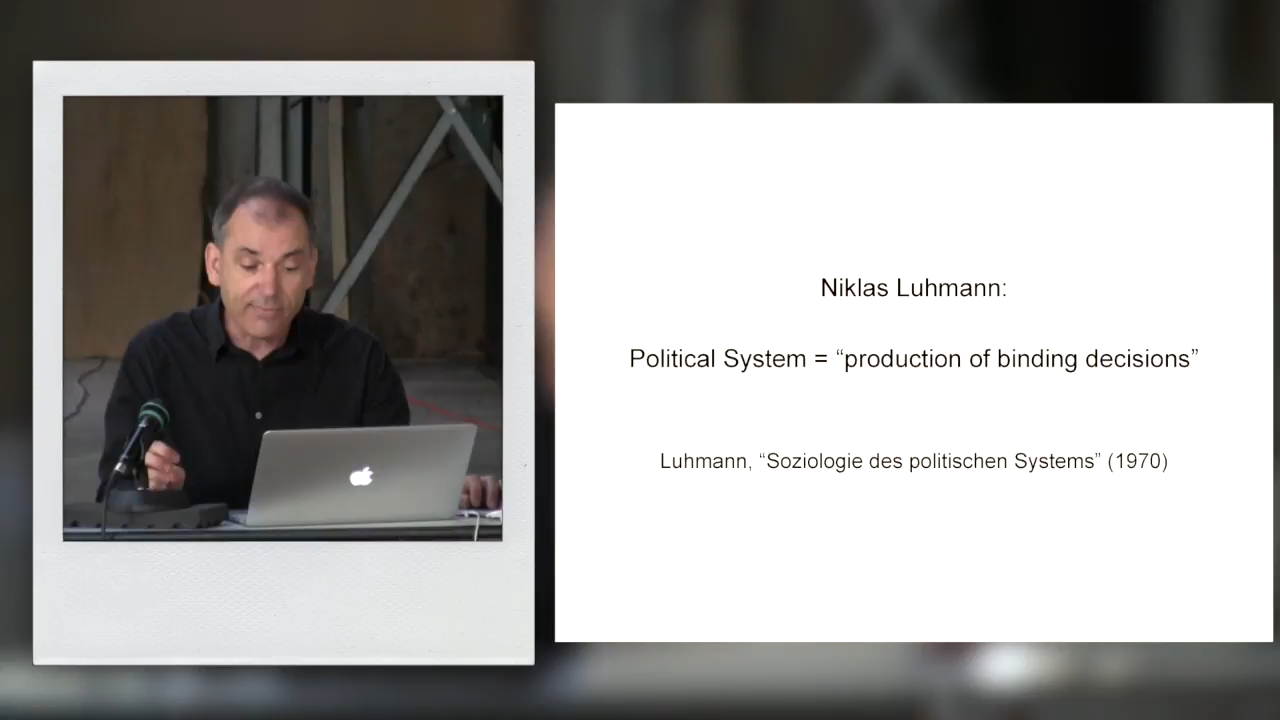 Niklas Luhmann:
Political System = “production of binding decisions”
Luhmann, “Soziologie des politischen Systems” (1970)